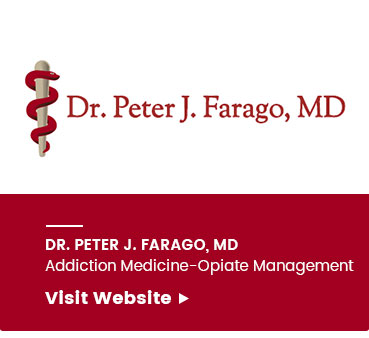 Dr. Peter J. Farago, MD
DR. PETER J. FARAGO, MD
Addiction Medicine-Opiate Management
Visit Website